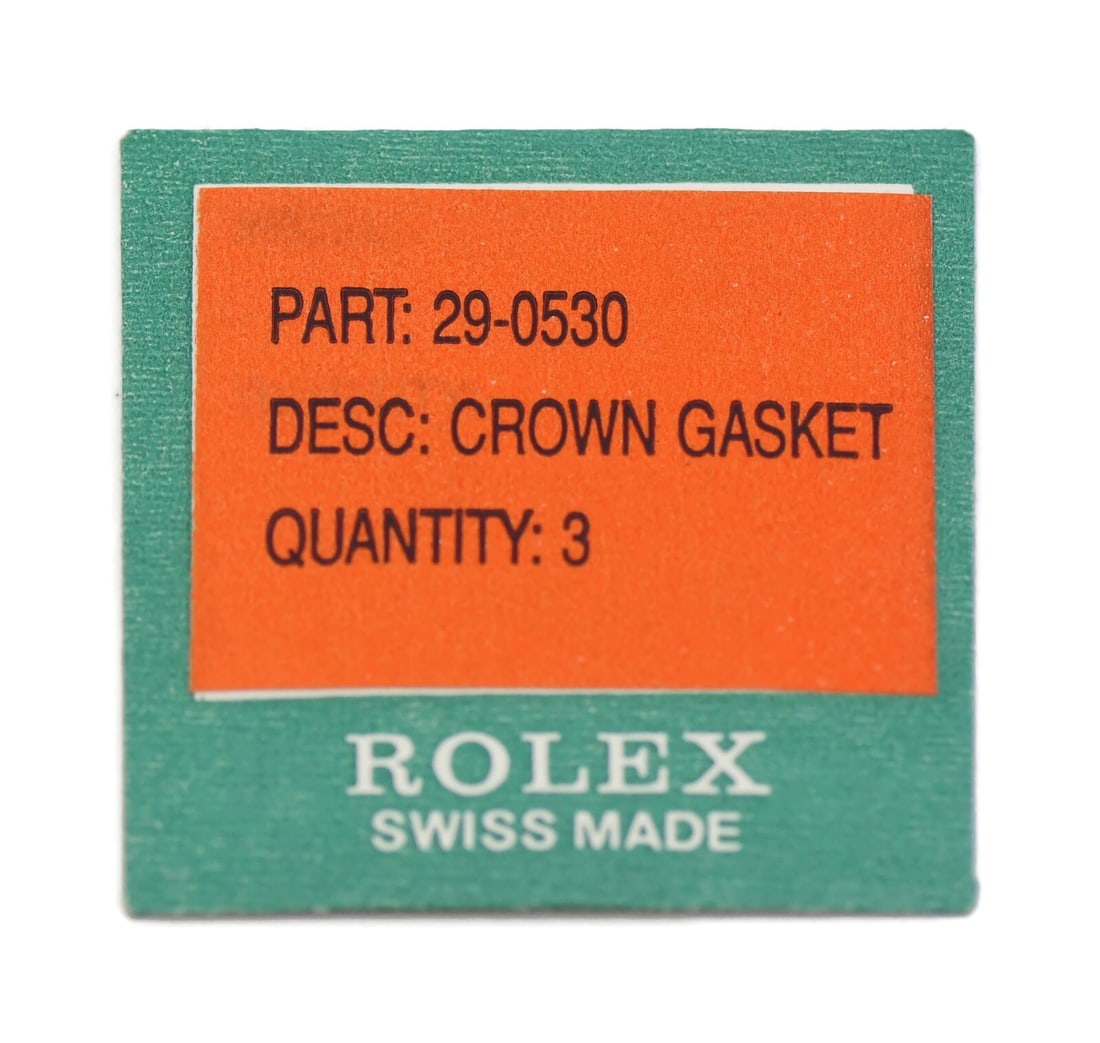 PART: 29-0530
DESC: CROWN GASKET
QUANTITY: 3
ROLEX
SWISS MADE